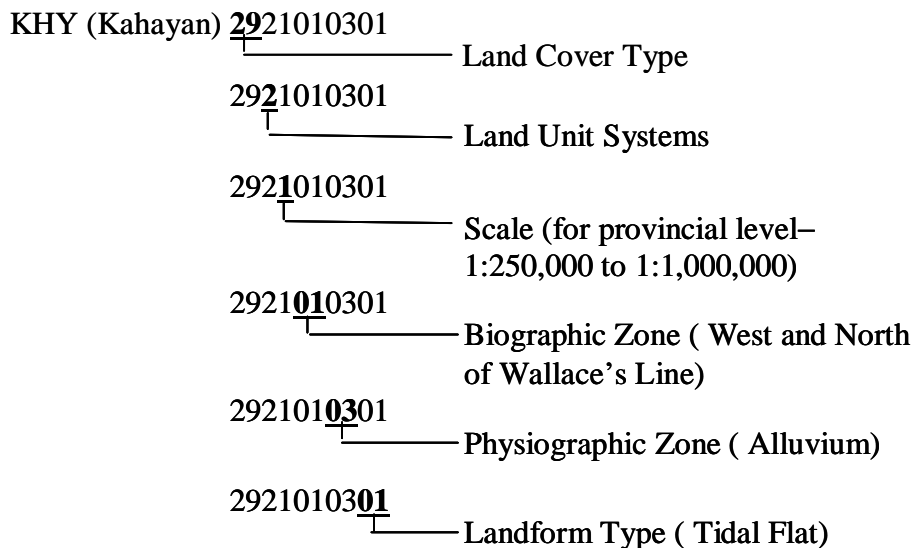 KHY (Kahayan) 2921010301
Land Cover Type
2921010301
Land Unit Systems
2921010301
Scale (for provincial level–
1:250,000 to 1:1,000,000)
2921010301
Biographic Zone ( West and North
of Wallace’s Line)
2921010301
Physiographic Zone ( Alluvium)
2921010301
Landform Type ( Tidal Flat)